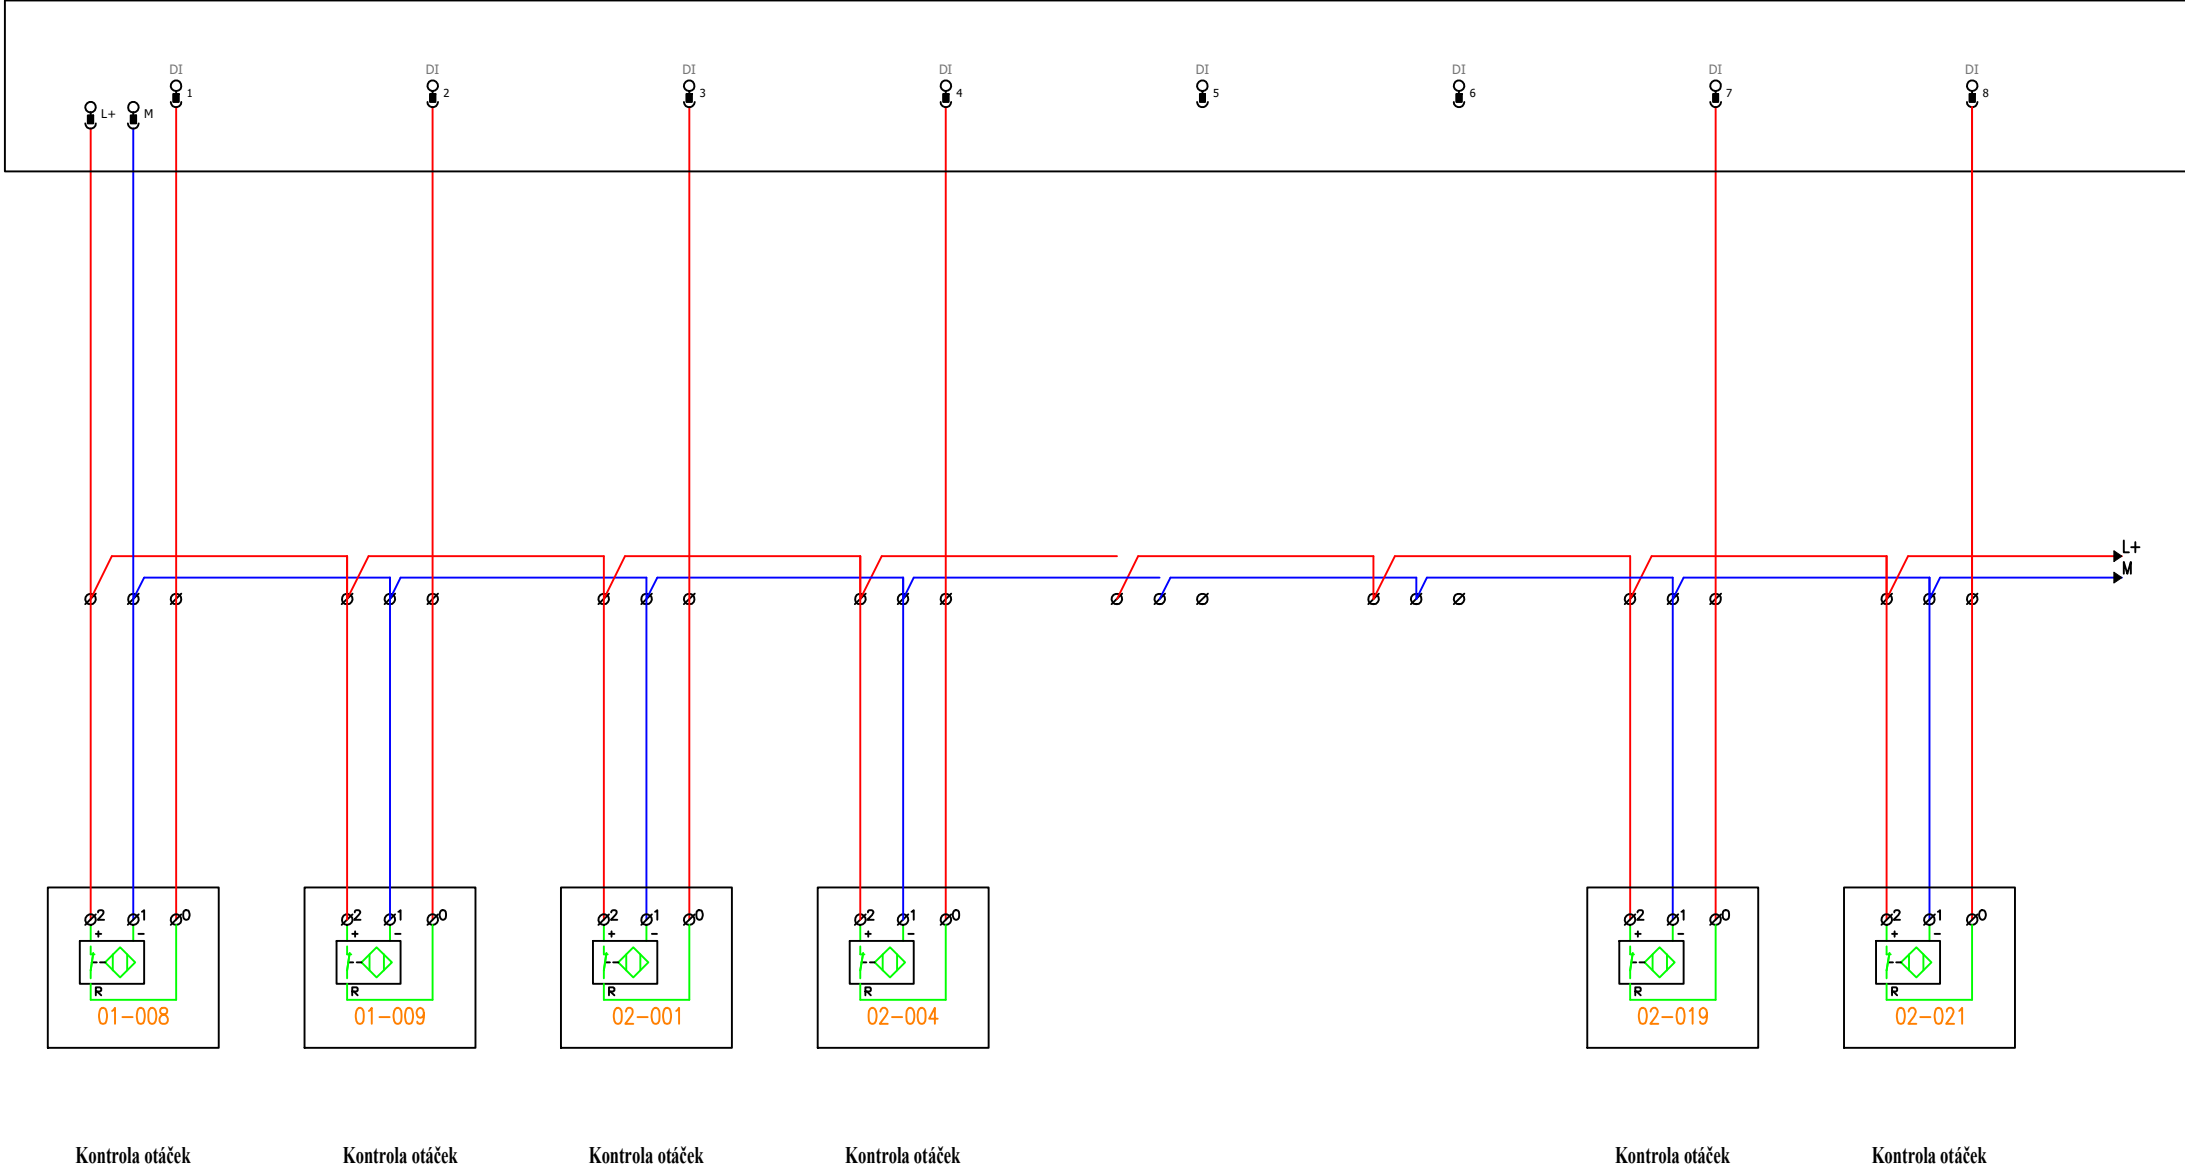 DI DI DI DI DI DI DI DI
1 2 3 4 5 6 7 8
L+ M
L+
M
2 1 0 2 1 0 2 1 0 2 1 0 2 1 0 2 1 0
+ - + - + - + - + - + -
R R R R R R
01-008 01-009 02-001 02-004 02-019 02-021
Kontrola otáček Kontrola otáček Kontrola otáček Kontrola otáček Kontrola otáček Kontrola otáček